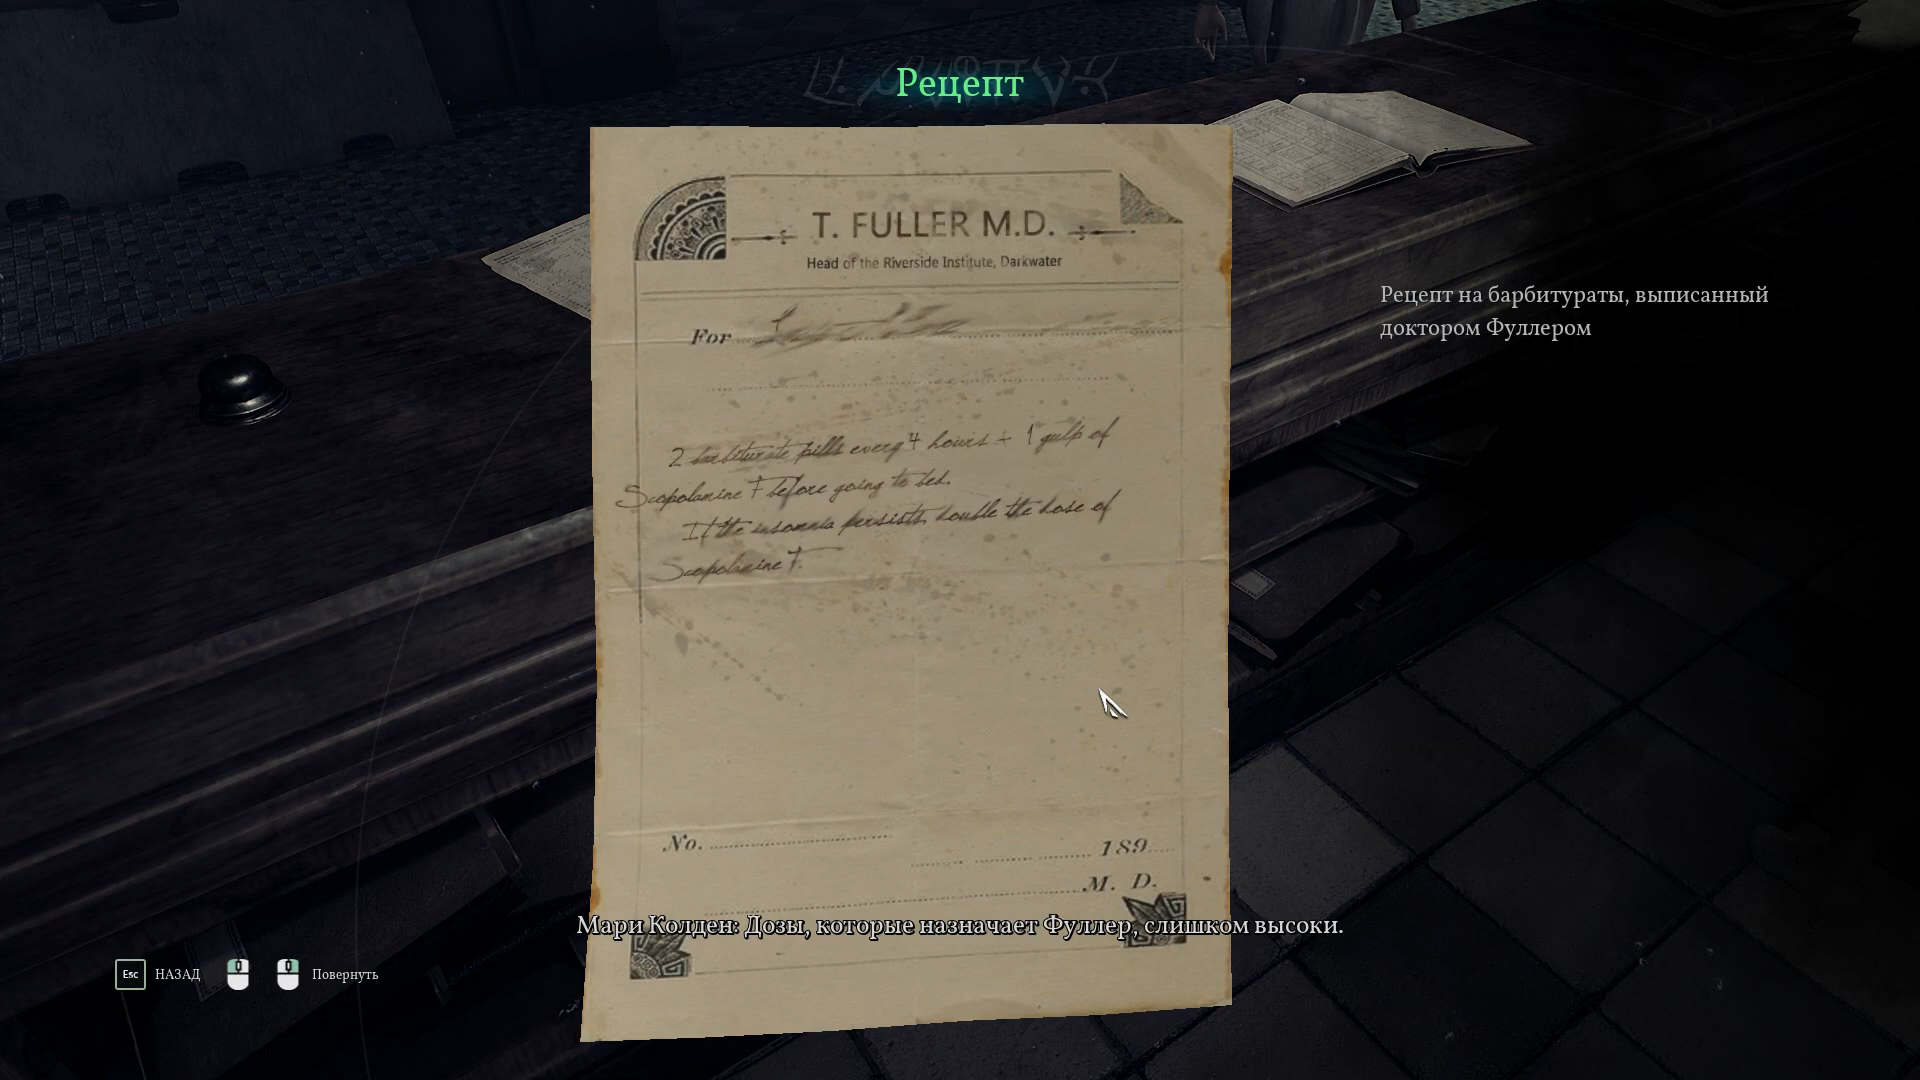 Рецепт
T. FULLER M.D.
Head of the Riverside Institute, Darkwater
Рецепт на барбитураты, выписанный
доктором Фуллером
For
2 barbiturate pills every 4 hours + 1 gulp of
Scopolamine F before going to bed.
If the insomnia persists, double the dose of
Scopolamine F.
No.
189
M. D.
Мари Колден: Дозы, которые назначает Фуллер, слишком высоки.
Esc НАЗАД Повернуть